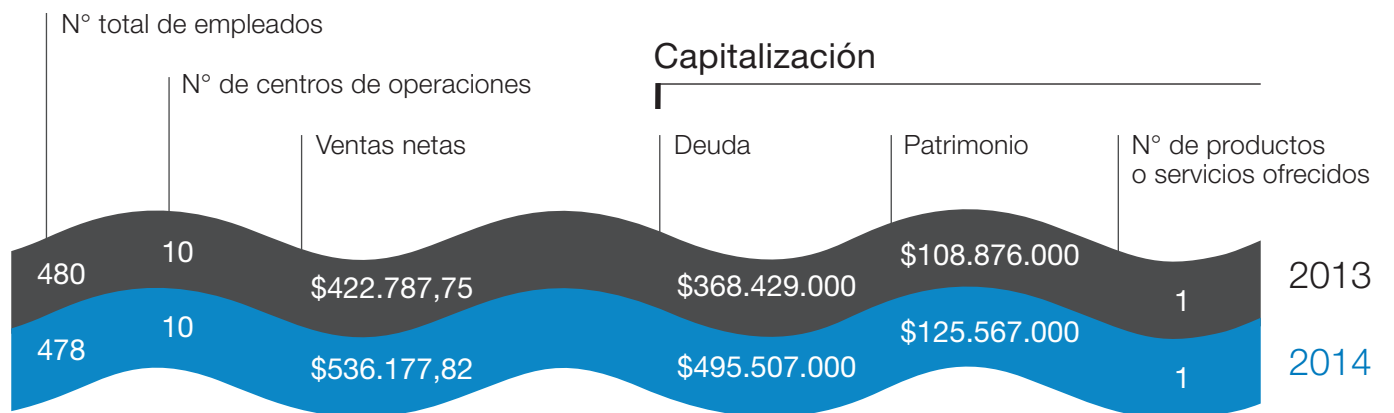 N° total de empleados
N° de centros de operaciones
Capitalización
Ventas netas
Deuda
Patrimonio
N° de productos
o servicios ofrecidos
480
10
$422.787,75
$368.429.000
$108.876.000
1
2013
478
10
$536.177,82
$495.507.000
$125.567.000
1
2014